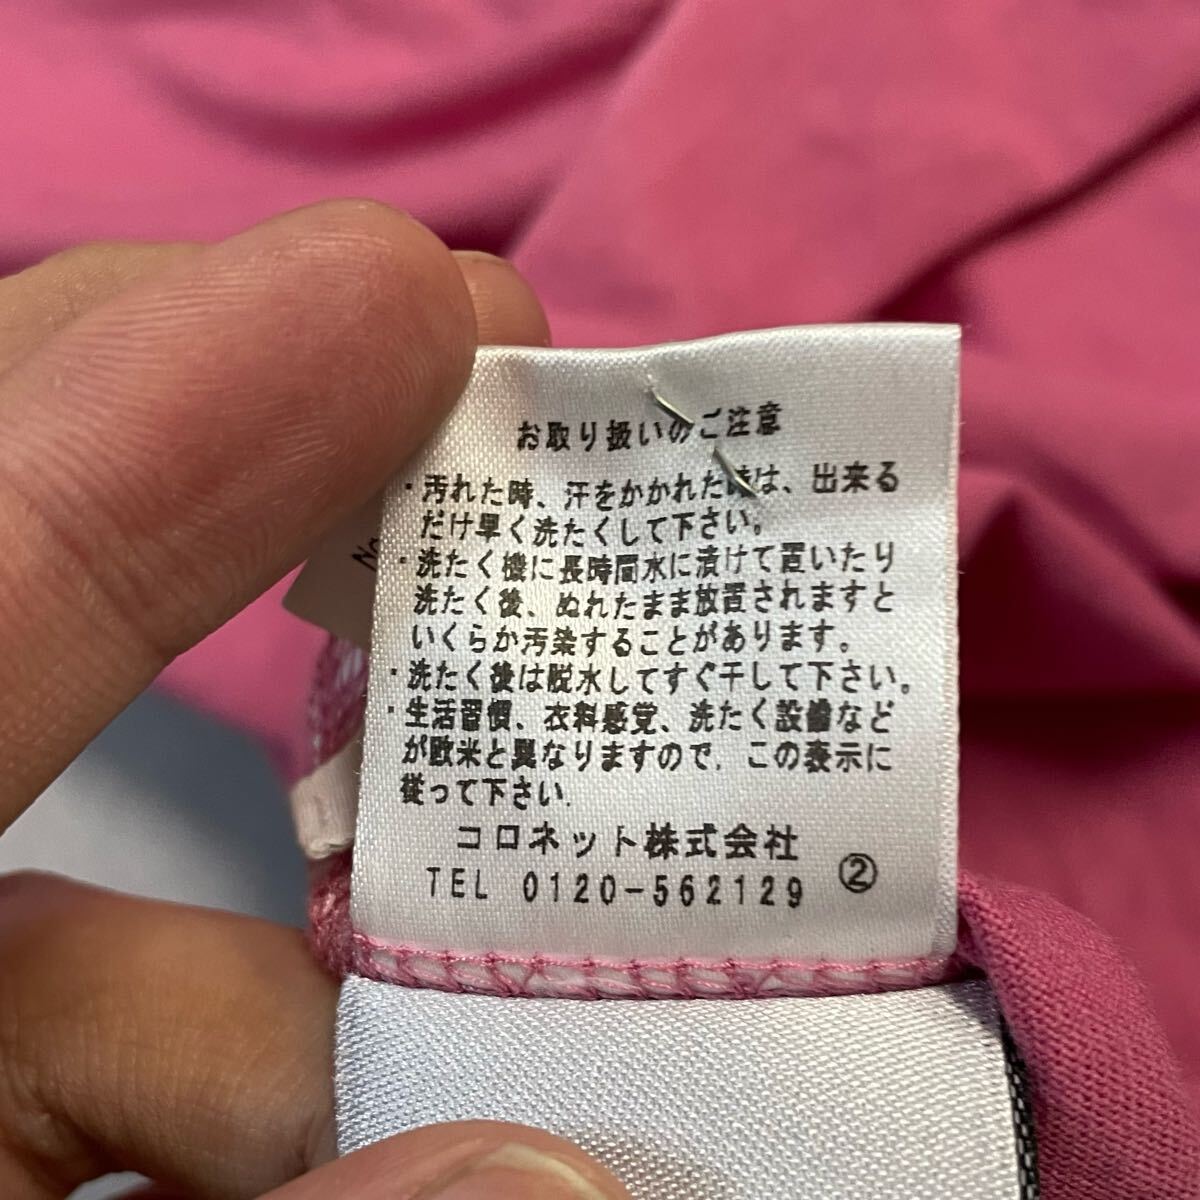 お取り扱いのご注意
・汚れた時、汗をかかれた時は、出来る
だけ早く洗たくして下さい。
・洗たく機に長時間水に漬けて置いたり
洗たく後、ぬれたまま放置されますと
いくらか汚染することがあります。
・洗たく後は脱水してすぐ干して下さい。
・生活習慣、衣料感覚、洗たく設備など
が欧米と異なりますので、この表示に
従って下さい.
コロネット株式会社
TEL 0120-562129 ②